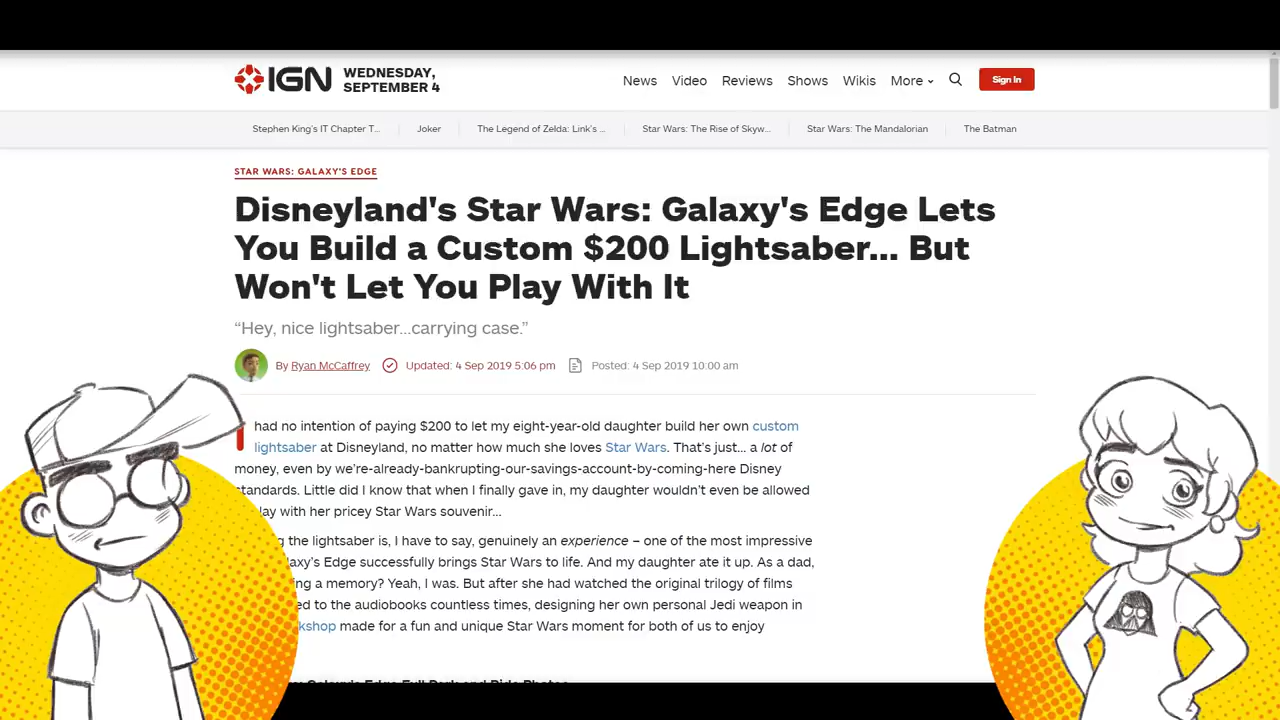 IGN
WEDNESDAY,
SEPTEMBER 4
News Video Reviews Shows Wikis More Sign In
Stephen King's IT Chapter T... Joker The Legend of Zelda: Link's ... Star Wars: The Rise of Skyw... Star Wars: The Mandalorian The Batman
STAR WARS: GALAXY'S EDGE
Disneyland's Star Wars: Galaxy's Edge Lets
You Build a Custom $200 Lightsaber... But
Won't Let You Play With It
“Hey, nice lightsaber...carrying case.”
By Ryan McCaffrey Updated: 4 Sep 2019 5:06 pm Posted: 4 Sep 2019 10:00 am
I had no intention of paying $200 to let my eight-year-old daughter build her own custom
lightsaber at Disneyland, no matter how much she loves Star Wars. That's just... a lot of
money, even by we're-already-bankrupting-our-savings-account-by-coming-here Disney
standards. Little did I know that when I finally gave in, my daughter wouldn't even be allowed
lay with her pricey Star Wars souvenir...
the lightsaber is, I have to say, genuinely an experience – one of the most impressive
axy's Edge successfully brings Star Wars to life. And my daughter ate it up. As a dad,
ing a memory? Yeah, I was. But after she had watched the original trilogy of films
ed to the audiobooks countless times, designing her own personal Jedi weapon in
kshop made for a fun and unique Star Wars moment for both of us to enjoy